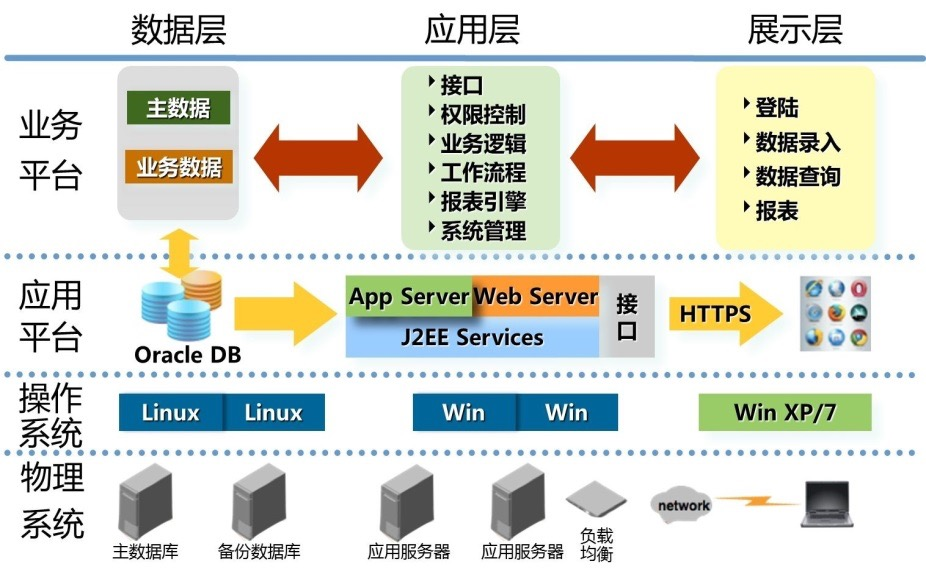 数据层
应用层
展示层
业务
平台
主数据
业务数据
接口
权限控制
业务逻辑
工作流程
报表引擎
系统管理
登陆
数据录入
数据查询
报表
应用
平台
Oracle DB
App Server
Web Server
J2EE Services
接
口
HTTPS
操作
系统
Linux
Linux
Win
Win
Win XP/7
物理
系统
主数据库
备份数据库
应用服务器
应用服务器
负载
均衡
network